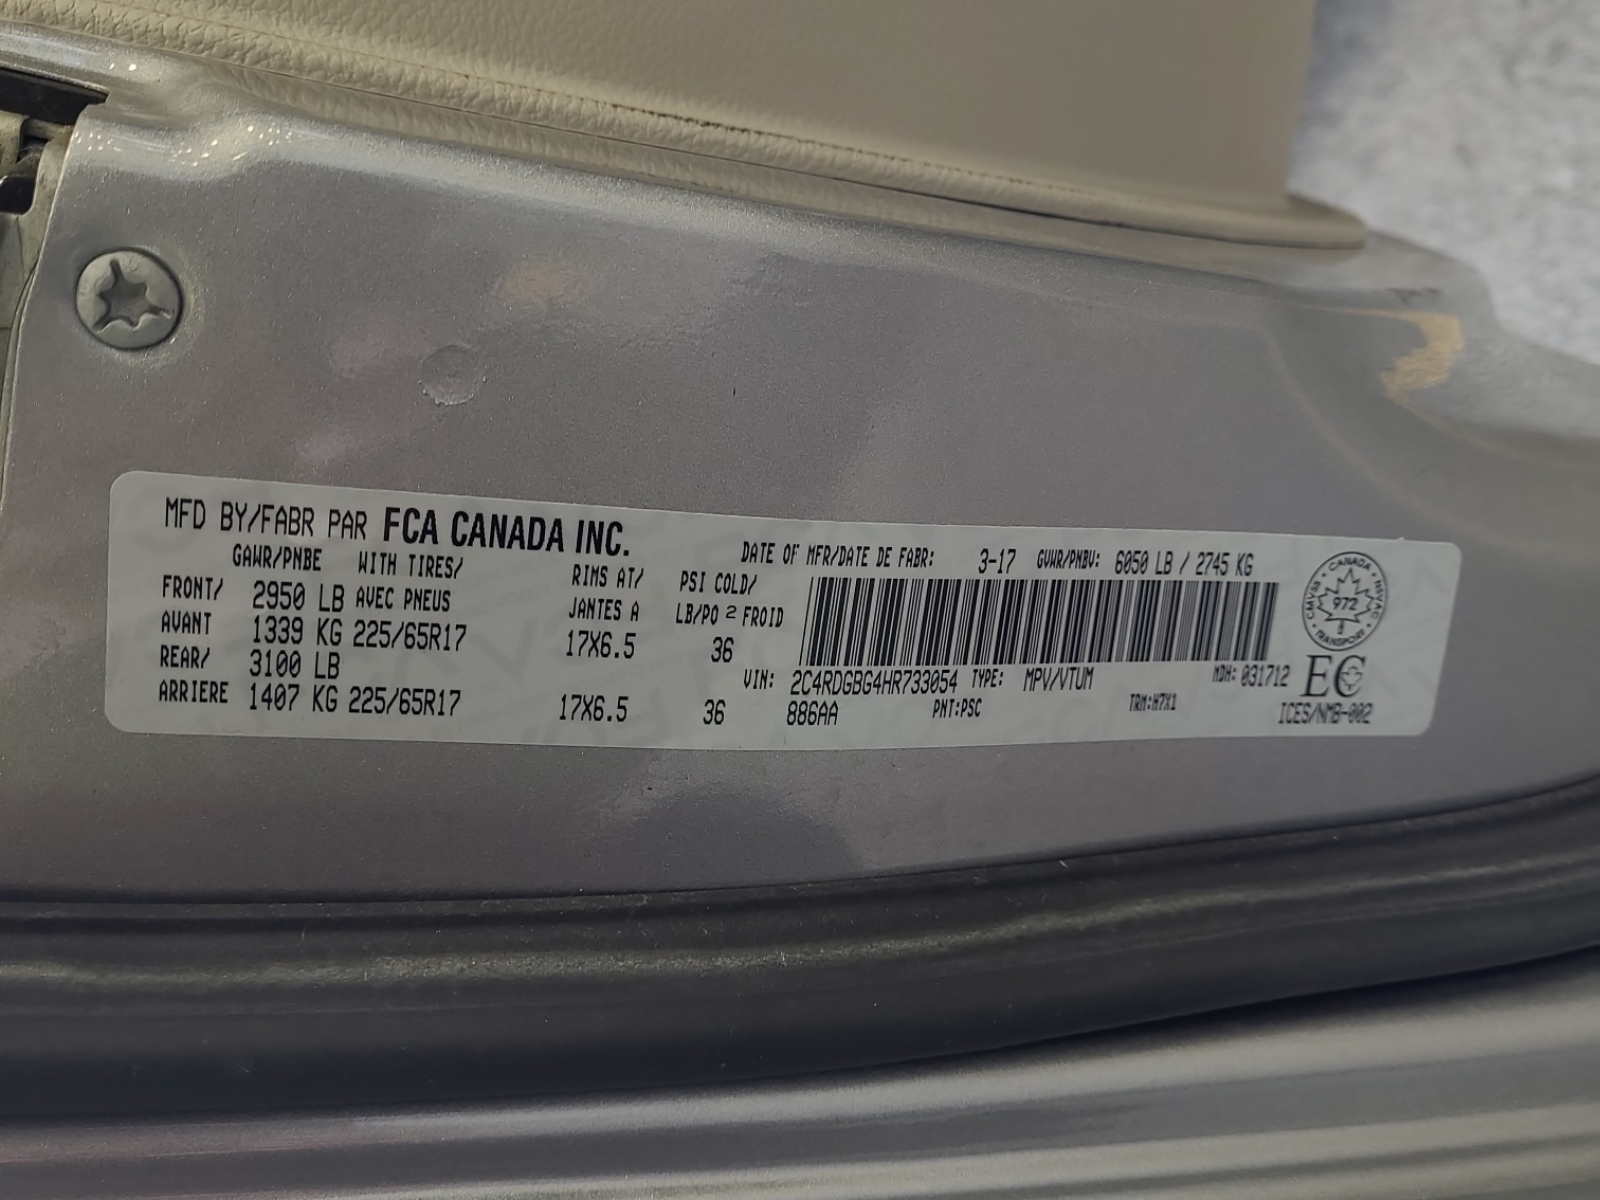 MFD BY/FABR PAR FCA CANADA INC.
DATE OF MFR/DATE DE FABR: 3-17 GVWR/PNBV: 6050 LB / 2745 KG
GAWR/PNBE WITH TIRES/ RIMS AT/ PSI COLD/
FRONT/ 2950 LB AVEC PNEUS JANTES A LB/PO 2 FROID
AVANT 1339 KG 225/65R17 17X6.5 36
REAR/ 3100 LB
ARRIERE 1407 KG 225/65R17 17X6.5 36
VIN: 2C4RDGBG4HR733054 TYPE: MPV/VTUM MDH: 031712
886AA PNT:PSC TRM:H7X1
CANADA
CMVSS NSVAC
972
TRANSPORT
EC
ICES/NMB-002